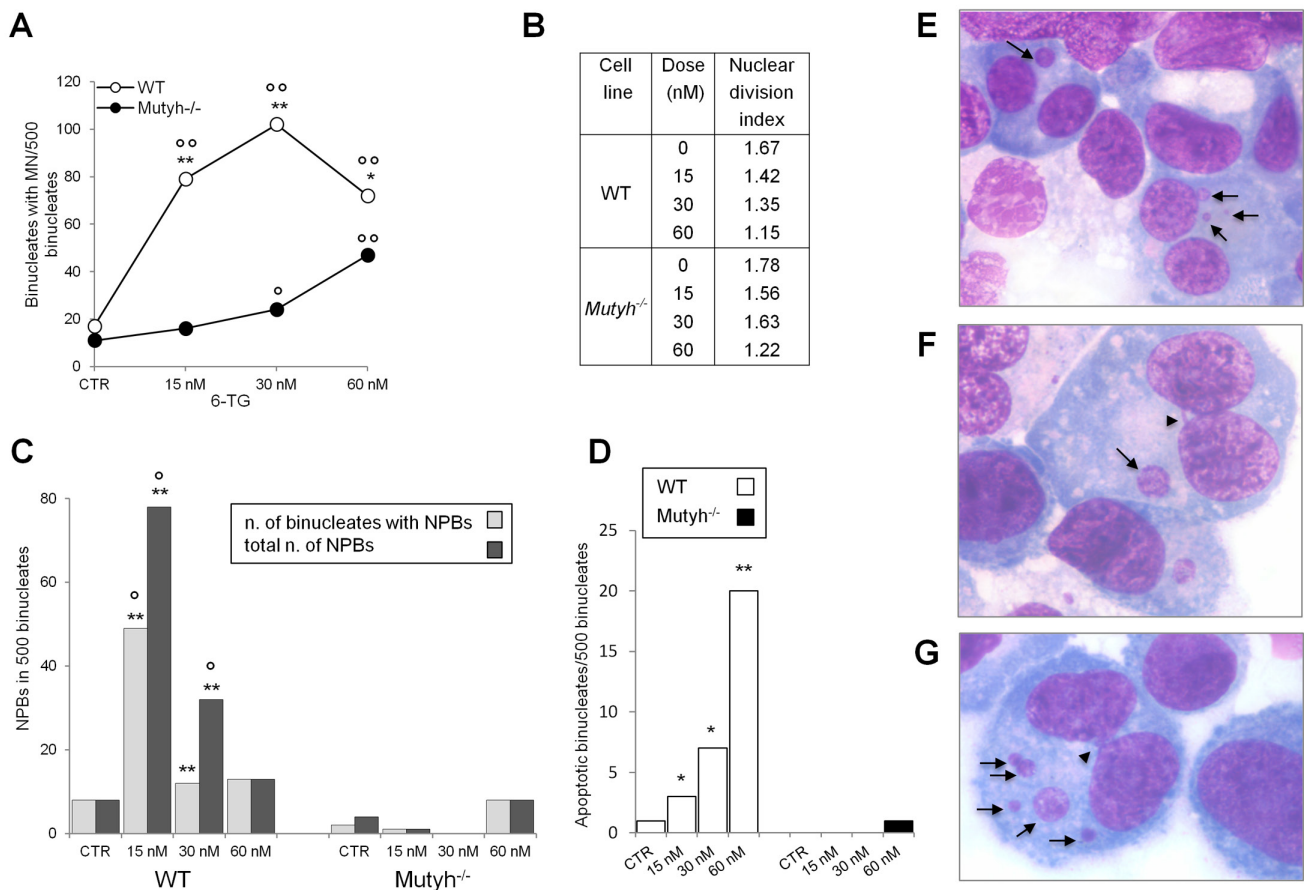 A
Binucleates with MN/500
binucleates
120
100
80
60
40
20
0
WT
Mutyh-/-
°°
**
°°
**
°°
*
°
°°
CTR
15 nM
30 nM
60 nM
6-TG
B
Cell line Dose (nM) Nuclear division index
WT
0 1.67
15 1.42
30 1.35
60 1.15
Mutyh-/-
0 1.78
15 1.56
30 1.63
60 1.22
C
NPBs in 500 binucleates
80
60
40
20
0
n. of binucleates with NPBs
total n. of NPBs
°
**
°
**
**
°
**
CTR 15 nM 30 nM 60 nM CTR 15 nM 30 nM 60 nM
WT Mutyh-/-
D
WT
Mutyh-/-
Apoptotic binucleates/500 binucleates
25
20
15
10
5
0
*
*
**
CTR 15 nM 30 nM 60 nM CTR 15 nM 30 nM 60 nM
E
F
G